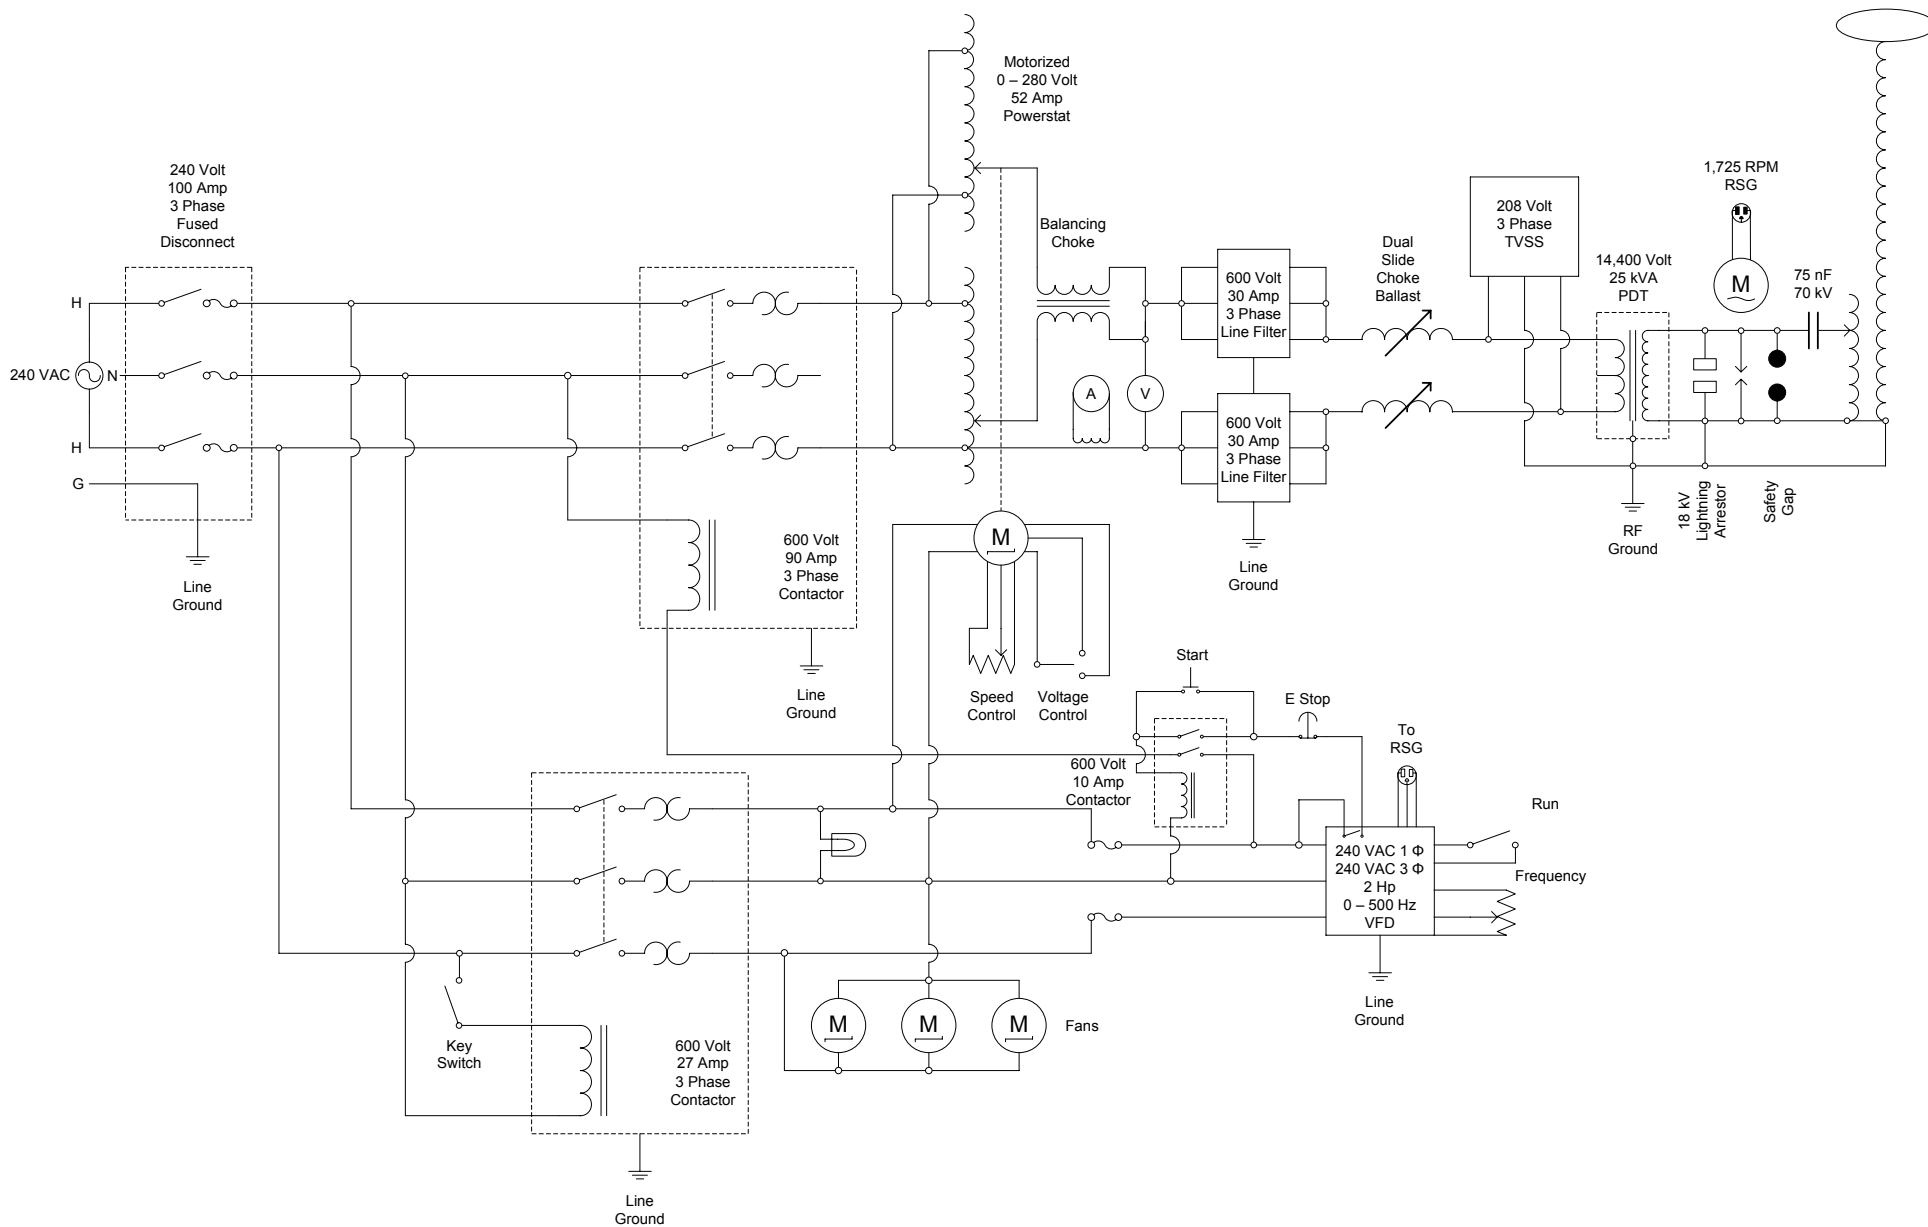 Motorized
0 – 280 Volt
52 Amp
Powerstat
240 Volt
100 Amp
3 Phase
Fused
Disconnect
1,725 RPM
RSG
208 Volt
3 Phase
TVSS
Balancing
Choke
Dual
Slide
Choke
Ballast
14,400 Volt
25 kVA
PDT
75 nF
70 kV
M
600 Volt
30 Amp
3 Phase
Line Filter
H
240 VAC
N
H
G
A
V
600 Volt
30 Amp
3 Phase
Line Filter
18 kV
Lightning
Arrestor
Safety
Gap
RF
Ground
Line
Ground
600 Volt
90 Amp
3 Phase
Contactor
M
Line
Ground
Line
Ground
Speed
Control
Voltage
Control
Start
E Stop
To
RSG
600 Volt
10 Amp
Contactor
Run
240 VAC 1 Φ
240 VAC 3 Φ
2 Hp
0 – 500 Hz
VFD
Frequency
Line
Ground
M
M
M
Fans
Key
Switch
600 Volt
27 Amp
3 Phase
Contactor
Line
Ground